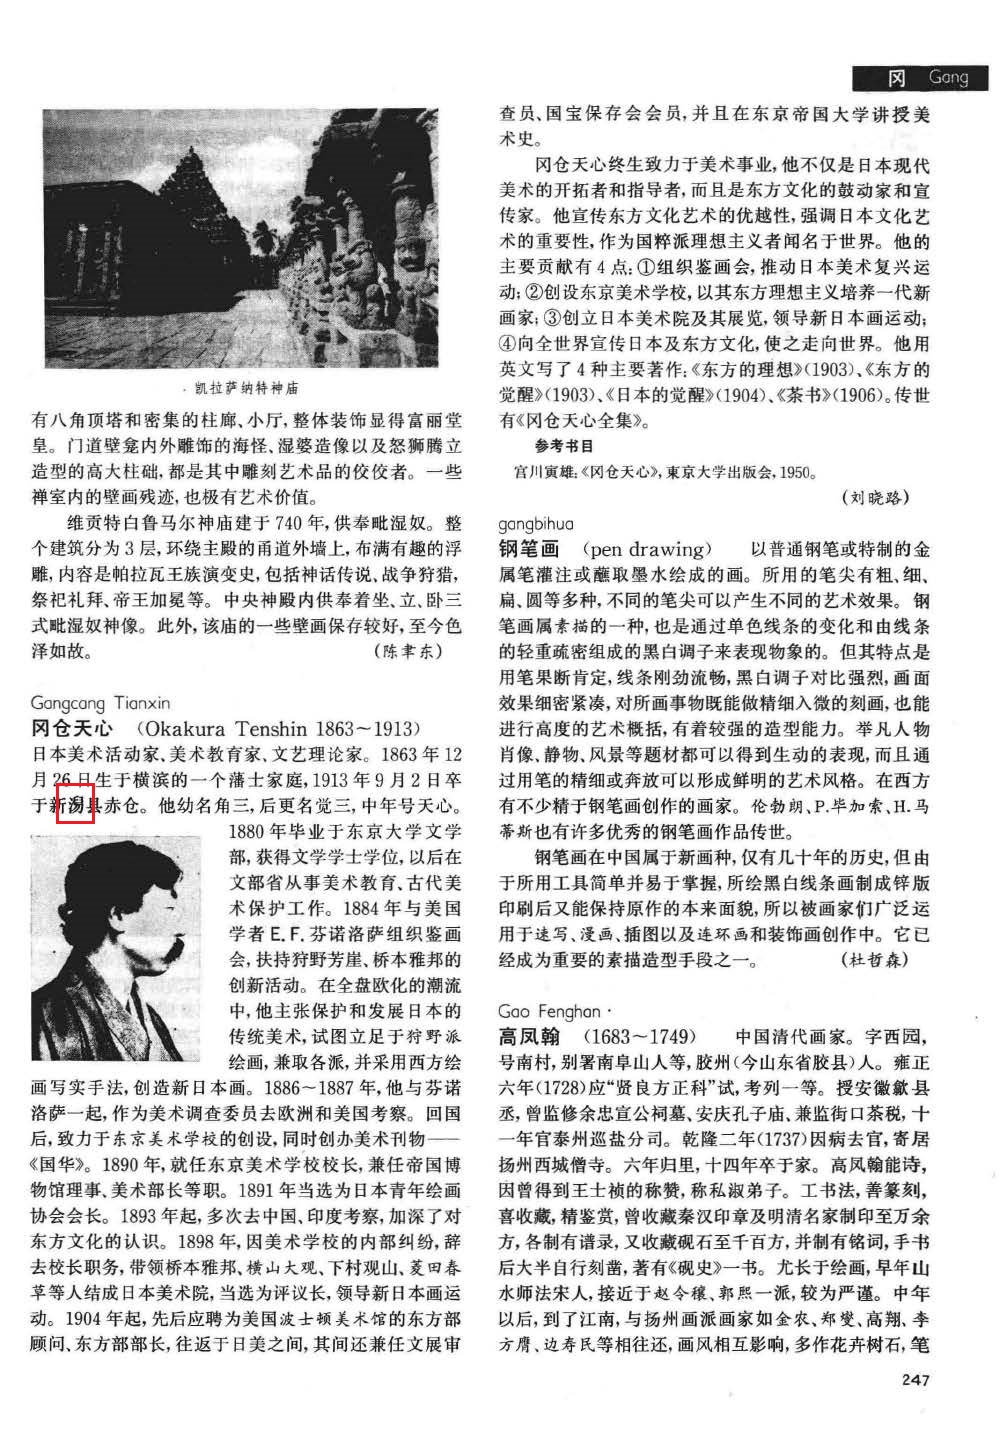 冈 Gang
凯拉萨纳特神庙
有八角顶塔和密集的柱廊、小厅,整体装饰显得富丽堂
皇。门道壁龛内外雕饰的海怪、湿婆造像以及怒狮腾立
造型的高大柱础,都是其中雕刻艺术品的佼佼者。一些
禅室内的壁画残迹,也极有艺术价值。
维贡特白鲁马尔神庙建于740年,供奉毗湿奴。整
个建筑分为3层,环绕主殿的甬道外墙上,布满有趣的浮
雕,内容是帕拉瓦王族演变史,包括神话传说、战争狩猎,
祭祀礼拜、帝王加冕等。中央神殿内供奉着坐、立、卧三
式毗湿奴神像。此外,该庙的一些壁画保存较好,至今色
泽如故。 (陈聿东)
Gangcang Tianxin
冈仓天心 (Okakura Tenshin 1863~1913)
日本美术活动家、美术教育家、文艺理论家。1863年12
月26日生于横滨的一个藩士家庭,1913年9月2日卒
于新潟县赤仓。他幼名角三,后更名觉三,中年号天心。
1880年毕业于东京大学文学
部,获得文学学士学位,以后在
文部省从事美术教育、古代美
术保护工作。1884年与美国
学者E.F.芬诺洛萨组织鉴画
会,扶持狩野芳崖、桥本雅邦的
创新活动。在全盘欧化的潮流
中,他主张保护和发展日本的
传统美术,试图立足于狩野派
绘画,兼取各派,并采用西方绘
画写实手法,创造新日本画。1886~1887年,他与芬诺
洛萨一起,作为美术调查委员去欧洲和美国考察。回国
后,致力于东京美术学校的创设,同时创办美术刊物——
《国华》。1890年,就任东京美术学校校长,兼任帝国博
物馆理事、美术部长等职。1891年当选为日本青年绘画
协会会长。1893年起,多次去中国、印度考察,加深了对
东方文化的认识。1898年,因美术学校的内部纠纷,辞
去校长职务,带领桥本雅邦、横山大观、下村观山、菱田春
草等人结成日本美术院,当选为评议长,领导新日本画运
动。1904年起,先后应聘为美国波士顿美术馆的东方部
顾问、东方部部长,往返于日美之间,其间还兼任文展审
查员、国宝保存会会员,并且在东京帝国大学讲授美
术史。
冈仓天心终生致力于美术事业,他不仅是日本现代
美术的开拓者和指导者,而且是东方文化的鼓动家和宣
传家。他宣传东方文化艺术的优越性,强调日本文化艺
术的重要性,作为国粹派理想主义者闻名于世界。他的
主要贡献有4点:①组织鉴画会,推动日本美术复兴运
动;②创设东京美术学校,以其东方理想主义培养一代新
画家;③创立日本美术院及其展览,领导新日本画运动;
④向全世界宣传日本及东方文化,使之走向世界。他用
英文写了4种主要著作:《东方的理想》(1903)、《东方的
觉醒》(1903)、《日本的觉醒》(1904)、《茶书》(1906)。传世
有《冈仓天心全集》。
参考书目
宫川寅雄:《冈仓天心》,東京大学出版会,1950。
(刘晓路)
gangbihua
钢笔画 (pen drawing) 以普通钢笔或特制的金
属笔灌注或蘸取墨水绘成的画。所用的笔尖有粗、细、
扁、圆等多种,不同的笔尖可以产生不同的艺术效果。钢
笔画属素描的一种,也是通过单色线条的变化和由线条
的轻重疏密组成的黑白调子来表现物象的。但其特点是
用笔果断肯定,线条刚劲流畅,黑白调子对比强烈,画面
效果细密紧凑,对所画事物既能做精细入微的刻画,也能
进行高度的艺术概括,有着较强的造型能力。举凡人物
肖像、静物、风景等题材都可以得到生动的表现,而且通
过用笔的精细或奔放可以形成鲜明的艺术风格。在西方
有不少精于钢笔画创作的画家。伦勃朗、P.毕加索、H.马
蒂斯也有许多优秀的钢笔画作品传世。
钢笔画在中国属于新画种,仅有几十年的历史,但由
于所用工具简单并易于掌握,所绘黑白线条画制成锌版
印刷后又能保持原作的本来面貌,所以被画家们广泛运
用于速写、漫画、插图以及连环画和装饰画创作中。它已
经成为重要的素描造型手段之一。 (杜哲森)
Gao Fenghan
高凤翰 (1683~1749) 中国清代画家。字西园,
号南村,别署南阜山人等,胶州(今山东省胶县)人。雍正
六年(1728)应“贤良方正科”试,考列一等。授安徽歙县
丞,曾监修余忠宣公祠墓、安庆孔子庙、兼监街口茶税,十
一年官泰州巡盐分司。乾隆二年(1737)因病去官,寄居
扬州西城僧寺。六年归里,十四年卒于家。高凤翰能诗,
因曾得到王士祯的称赞,称私淑弟子。工书法,善篆刻,
喜收藏,精鉴赏,曾收藏秦汉印章及明清名家制印至万余
方,各制有谱录,又收藏砚石至千百方,并制有铭词,手书
后大半自行刻凿,著有《砚史》一书。尤长于绘画,早年山
水师法宋人,接近于赵令穰、郭熙一派,较为严谨。中年
以后,到了江南,与扬州画派画家如金农、郑燮、高翔、李
方膺、边寿民等相往还,画风相互影响,多作花卉树石,笔
247